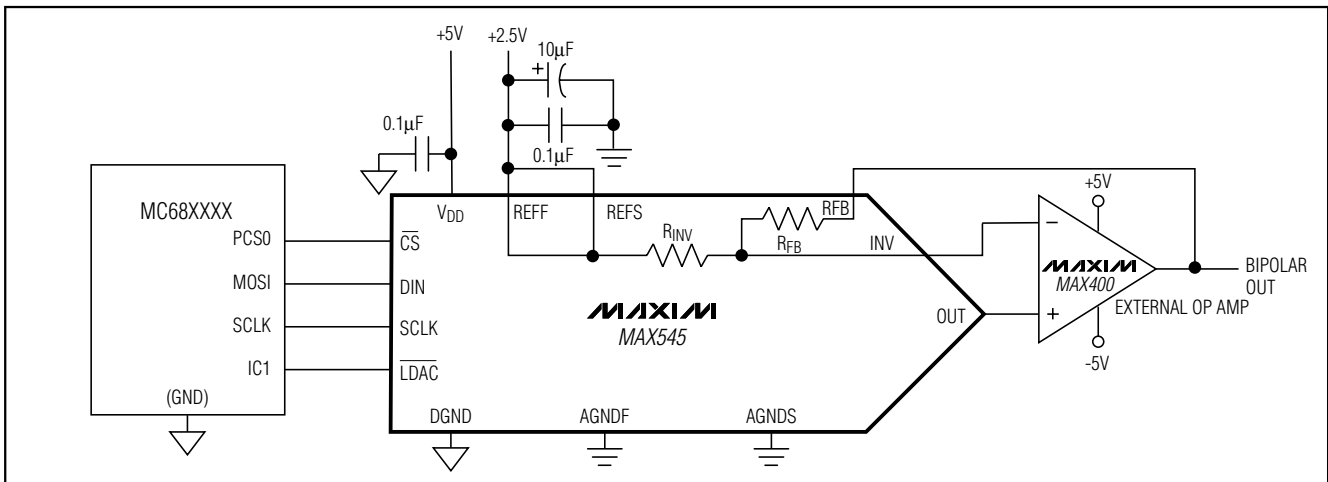 +5V
+2.5V
10µF
+
0.1µF
0.1µF
MC68XXXX
VDD
REFF
REFS
RFB
+5V
PCS0
CS
RINV
RFB
INV
−
MAXIM
MAX400
BIPOLAR
OUT
EXTERNAL OP AMP
MOSI
DIN
MAXIM
MAX545
OUT
+
SCLK
SCLK
-5V
IC1
LDAC
(GND)
DGND
AGNDF
AGNDS